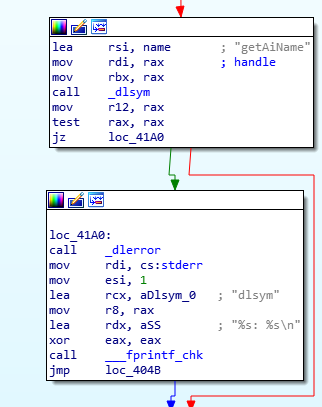 lea rsi, name ; "getAiName"
mov rdi, rax ; handle
mov rbx, rax
call _dlsym
mov r12, rax
test rax, rax
jz loc_41A0
loc_41A0:
call _dlerror
mov rdi, cs:stderr
mov esi, 1
lea rcx, aDlsym_0 ; "dlsym"
mov r8, rax
lea rdx, aSS ; "%s: %s\n"
xor eax, eax
call ___fprintf_chk
jmp loc_404B